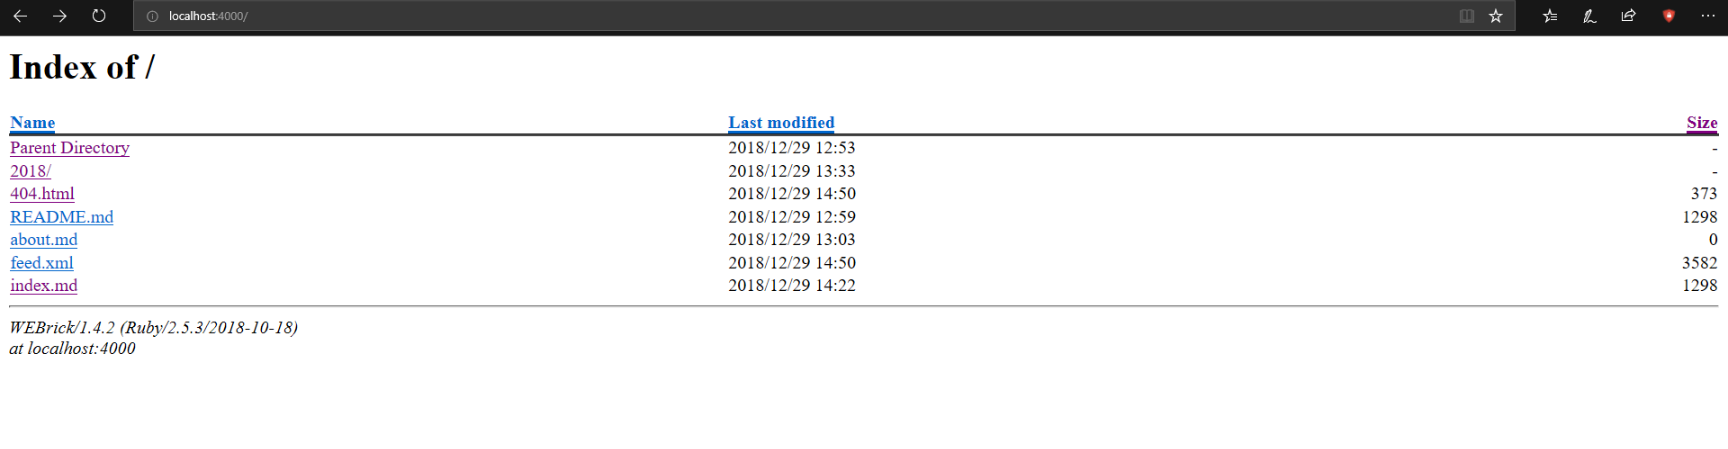 localhost:4000/
Index of /
Name Last modified Size
Parent Directory 2018/12/29 12:53 -
2018/ 2018/12/29 13:33 -
404.html 2018/12/29 14:50 373
README.md 2018/12/29 12:59 1298
about.md 2018/12/29 13:03 0
feed.xml 2018/12/29 14:50 3582
index.md 2018/12/29 14:22 1298
WEBrick/1.4.2 (Ruby/2.5.3/2018-10-18)
at localhost:4000